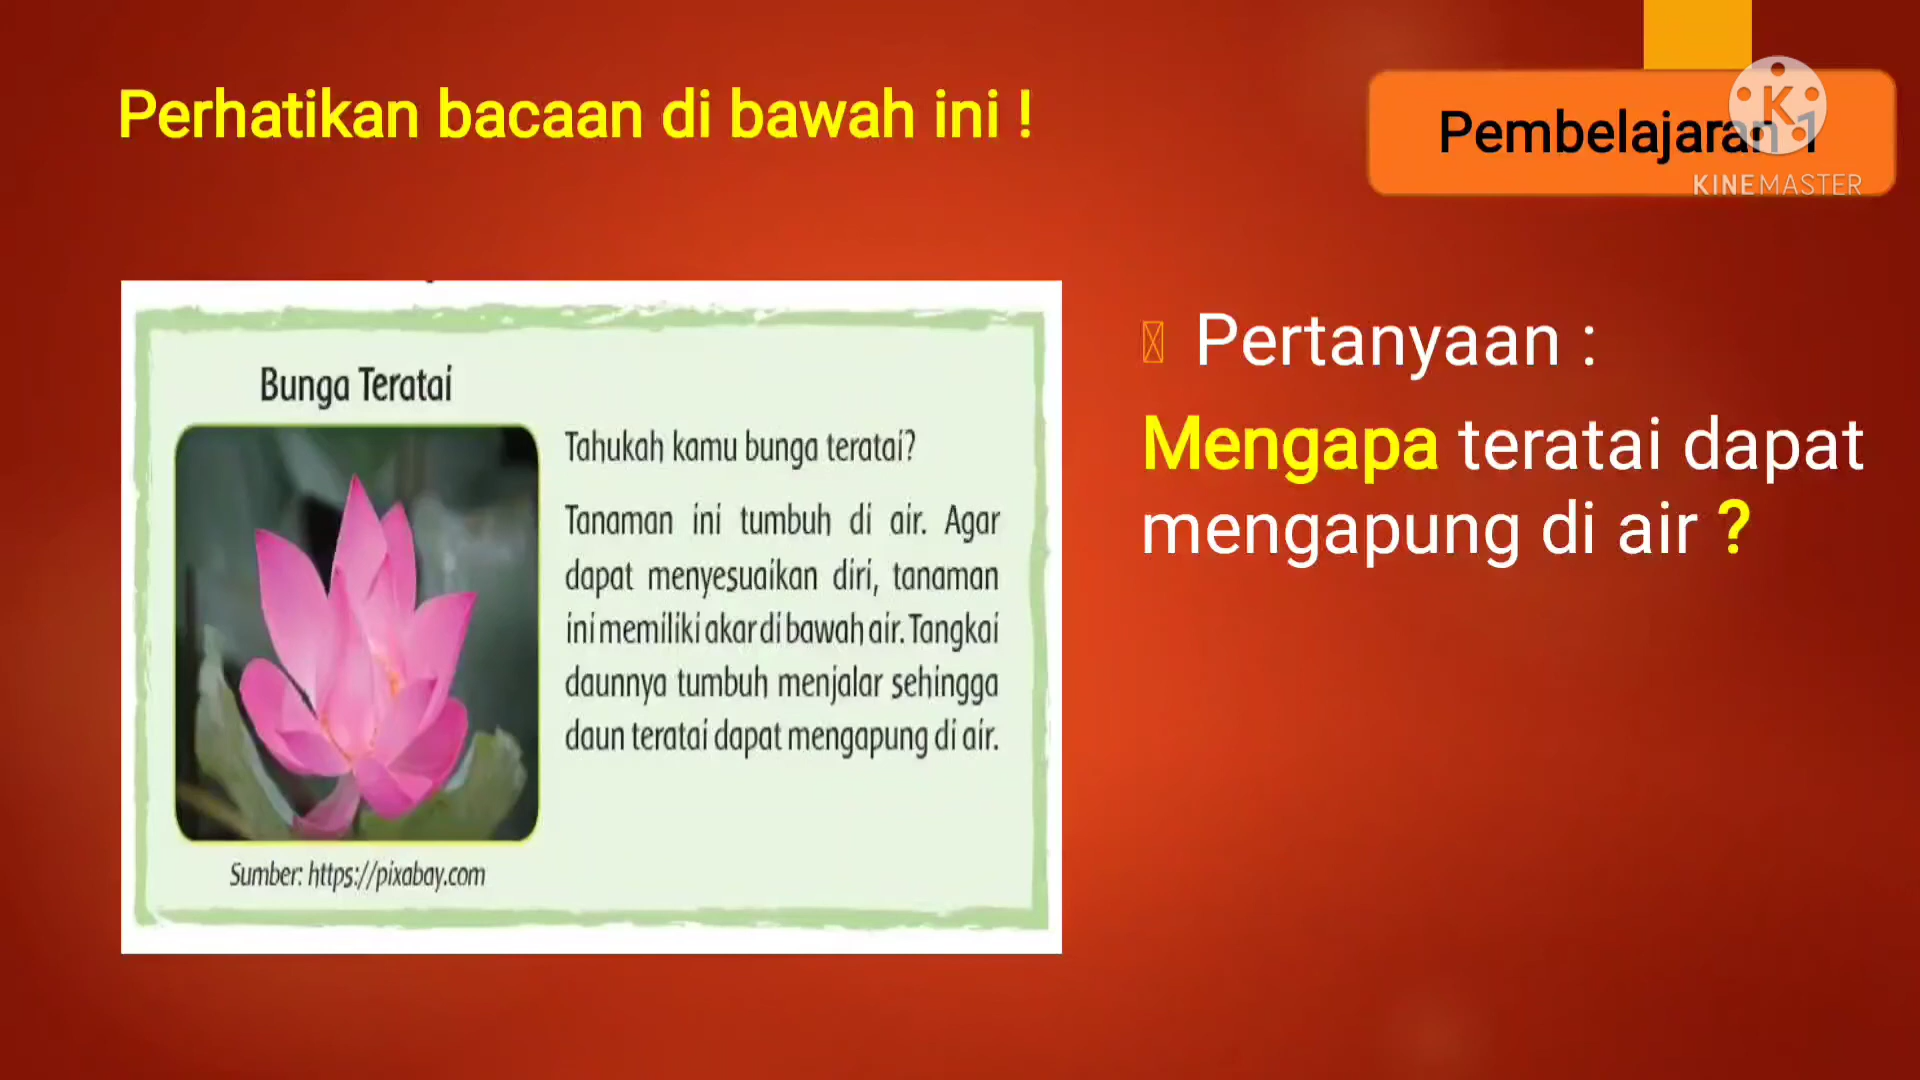 Perhatikan bacaan di bawah ini !
Pembelajaran 1
KINEMASTER
Bunga Teratai
Tahukah kamu bunga teratai?
Tanaman ini tumbuh di air. Agar
dapat menyesuaikan diri, tanaman
ini memiliki akar di bawah air. Tangkai
daunnya tumbuh menjalar sehingga
daun teratai dapat mengapung di air.
Sumber: https://pixabay.com
Pertanyaan :
Mengapa teratai dapat
mengapung di air ?